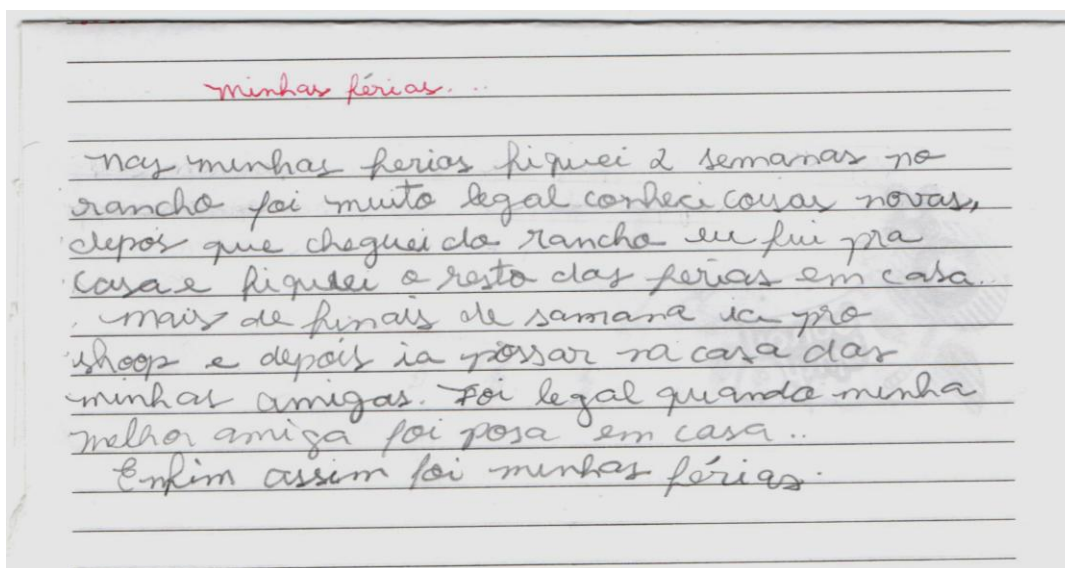 minhas férias...
nas minhas ferias fiquei 2 semanas no
rancho foi muito legal conheci cousas novas,
depois que cheguei do rancho eu fui pra
casa e fiquei o resto das ferias em casa.
mais de finais de samana ia pro
shoop e depois ia possar na casa das
minhas amigas. Foi legal quando minha
melhor amiga foi posa em casa..
Enfim assim foi minhas férias.